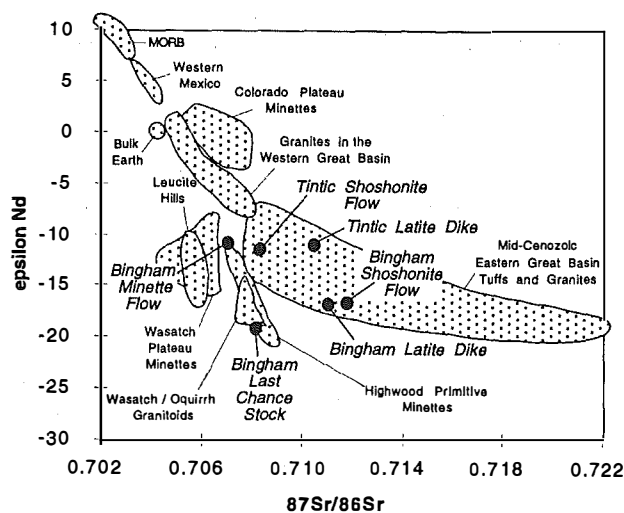 10
5
0
-5
-10
-15
-20
-25
-30
epsilon Nd
MORB
Western
Mexico
Colorado Plateau
Minettes
Bulk
Earth
Granites in the
Western Great Basin
Leucite
Hills
Tintic Shoshonite
Flow
Tintic Latite Dike
Bingham
Shoshonite
Flow
Mid-Cenozoic
Eastern Great Basin
Tuffs and Granites
Bingham
Minette
Flow
Wasatch
Plateau
Minettes
Bingham
Last
Chance
Stock
Bingham Latite Dike
Wasatch / Oquirrh
Granitoids
Highwood Primitive
Minettes
0.702 0.706 0.710 0.714 0.718 0.722
87Sr/86Sr